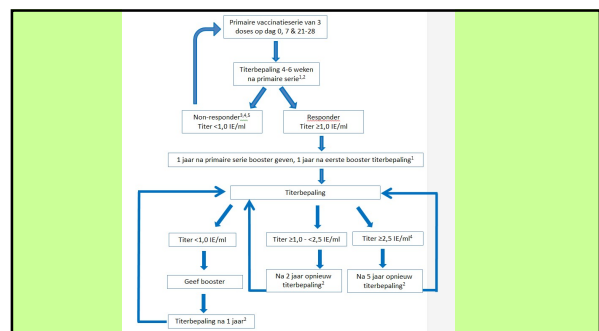 Primaire vaccinatieserie van 3
doses op dag 0, 7 & 21-28
Titerbepaling 4-6 weken
na primaire serie1,2
Non-responder3,4,5
Titer <1,0 IE/ml
Responder
Titer ≥1,0 IE/ml
1 jaar na primaire serie booster geven, 1 jaar na eerste booster titerbepaling1
Titerbepaling
Titer <1,0 IE/ml
Titer ≥1,0 - <2,5 IE/ml
Titer ≥2,5 IE/ml4
Geef booster
Na 2 jaar opnieuw
titerbepaling2
Na 5 jaar opnieuw
titerbepaling2
Titerbepaling na 1 jaar2